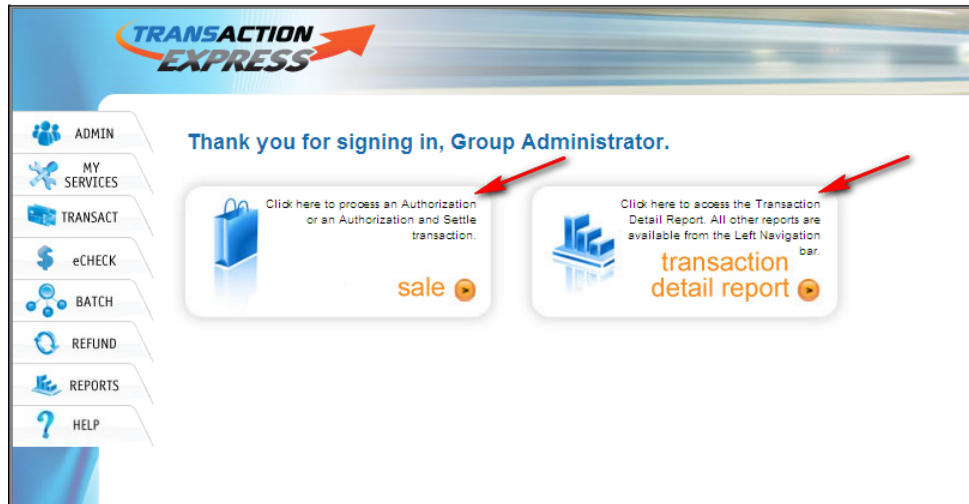 TRANSACTION
EXPRESS
ADMIN
MY
SERVICES
TRANSACT
eCHECK
BATCH
REFUND
REPORTS
HELP
Thank you for signing in, Group Administrator.
Click here to process an Authorization
or an Authorization and Settle
transaction.
sale
Click here to access the Transaction
Detail Report. All other reports are
available from the Left Navigation
bar.
transaction
detail report